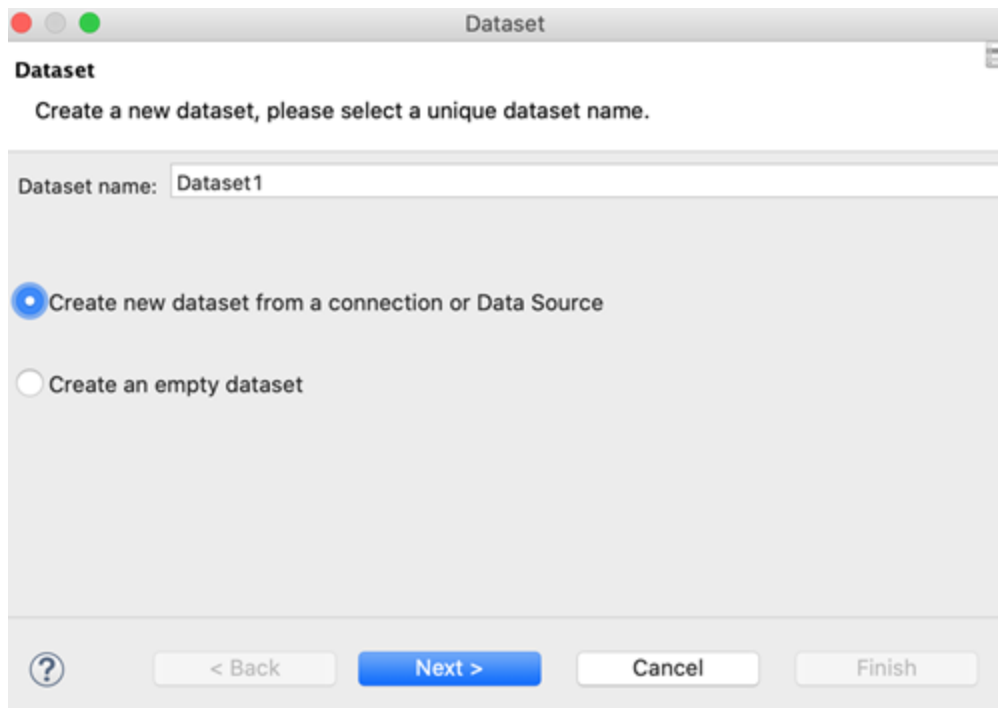 Dataset
Dataset
Create a new dataset, please select a unique dataset name.
Dataset name: Dataset1
Create new dataset from a connection or Data Source
Create an empty dataset
? < Back Next > Cancel Finish